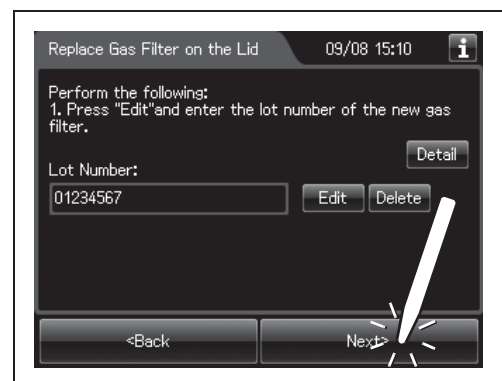 Replace Gas Filter on the Lid 09/08 15:10 i
Perform the following:
1. Press "Edit"and enter the lot number of the new gas
filter.
Detail
Lot Number:
01234567 Edit Delete
<Back Next>